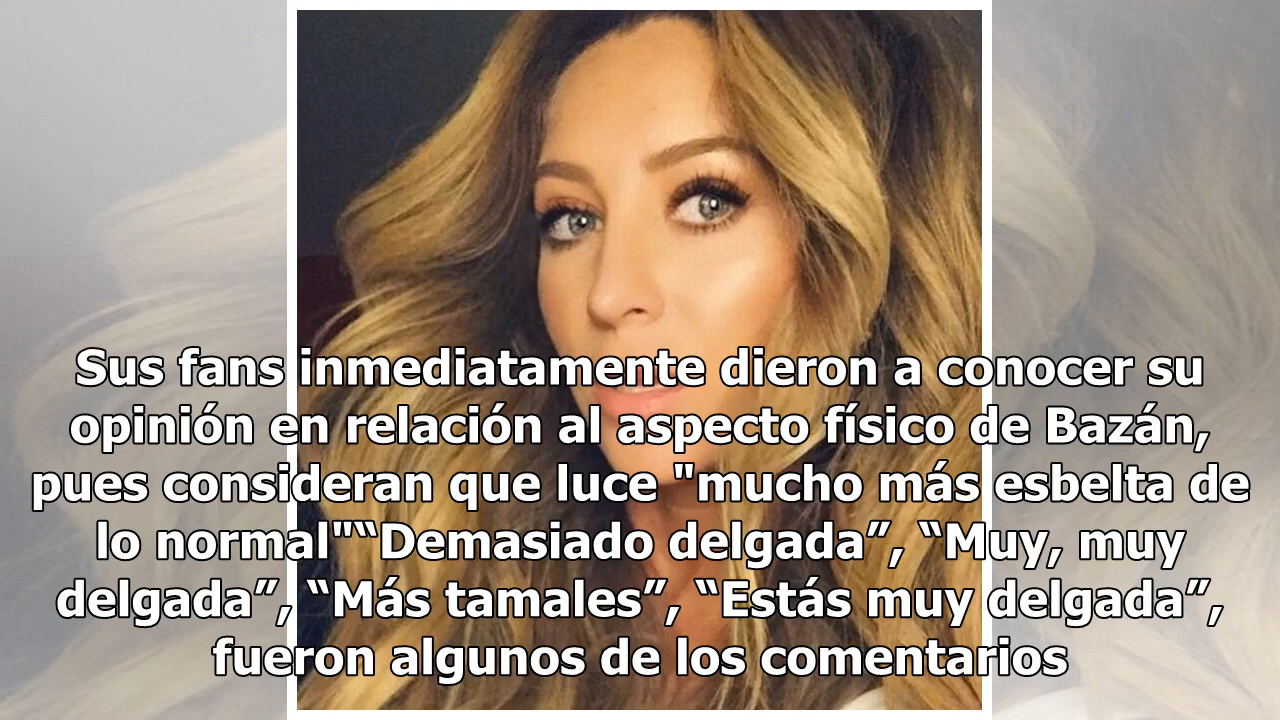 Sus fans inmediatamente dieron a conocer su
opinión en relación al aspecto físico de Bazán,
pues consideran que luce "mucho más esbelta de
lo normal"“Demasiado delgada”, “Muy, muy
delgada”, “Más tamales”, “Estás muy delgada”,
fueron algunos de los comentarios